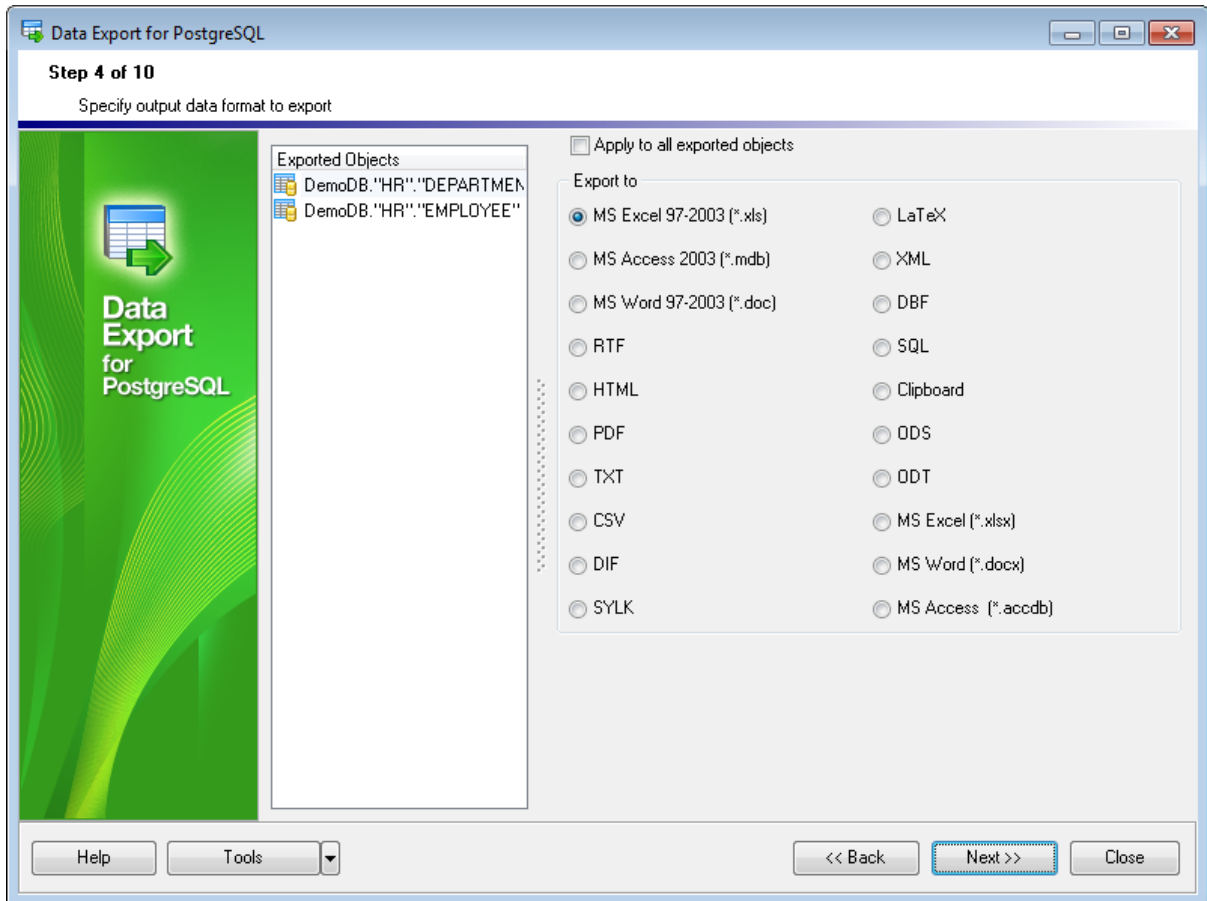 Data Export for PostgreSQL
Step 4 of 10
Specify output data format to export
Data
Export
for
PostgreSQL
Exported Objects
DemoDB."HR"."DEPARTMEN
DemoDB."HR"."EMPLOYEE"
Apply to all exported objects
Export to
MS Excel 97-2003 (*.xls)
MS Access 2003 (*.mdb)
MS Word 97-2003 (*.doc)
RTF
HTML
PDF
TXT
CSV
DIF
SYLK
LaTeX
XML
DBF
SQL
Clipboard
ODS
ODT
MS Excel (*.xlsx)
MS Word (*.docx)
MS Access (*.accdb)
Help
Tools
<< Back
Next >>
Close